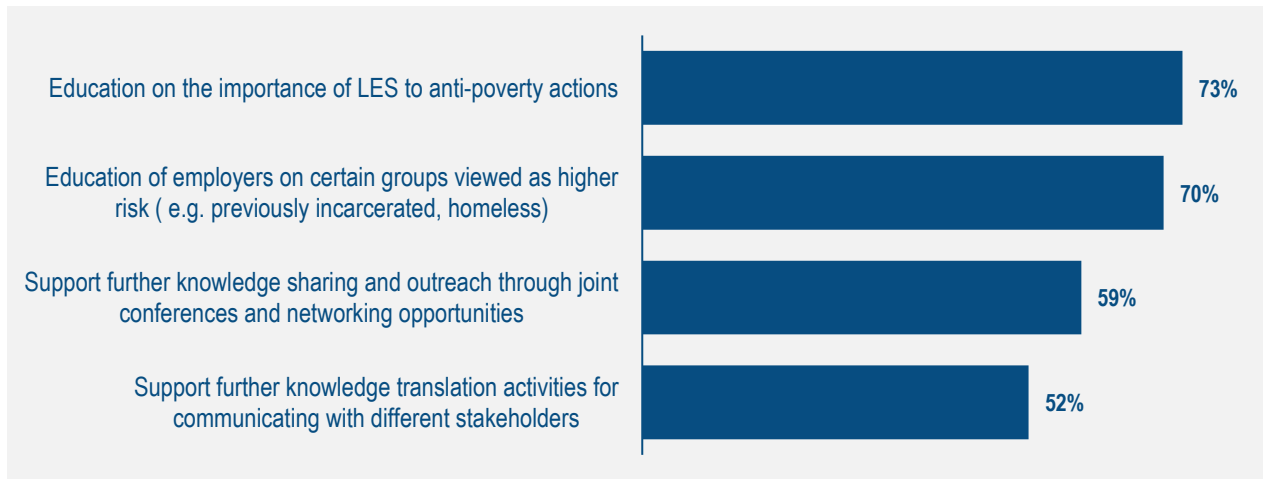 Education on the importance of LES to anti-poverty actions
73%
Education of employers on certain groups viewed as higher
risk ( e.g. previously incarcerated, homeless)
70%
Support further knowledge sharing and outreach through joint
conferences and networking opportunities
59%
Support further knowledge translation activities for
communicating with different stakeholders
52%